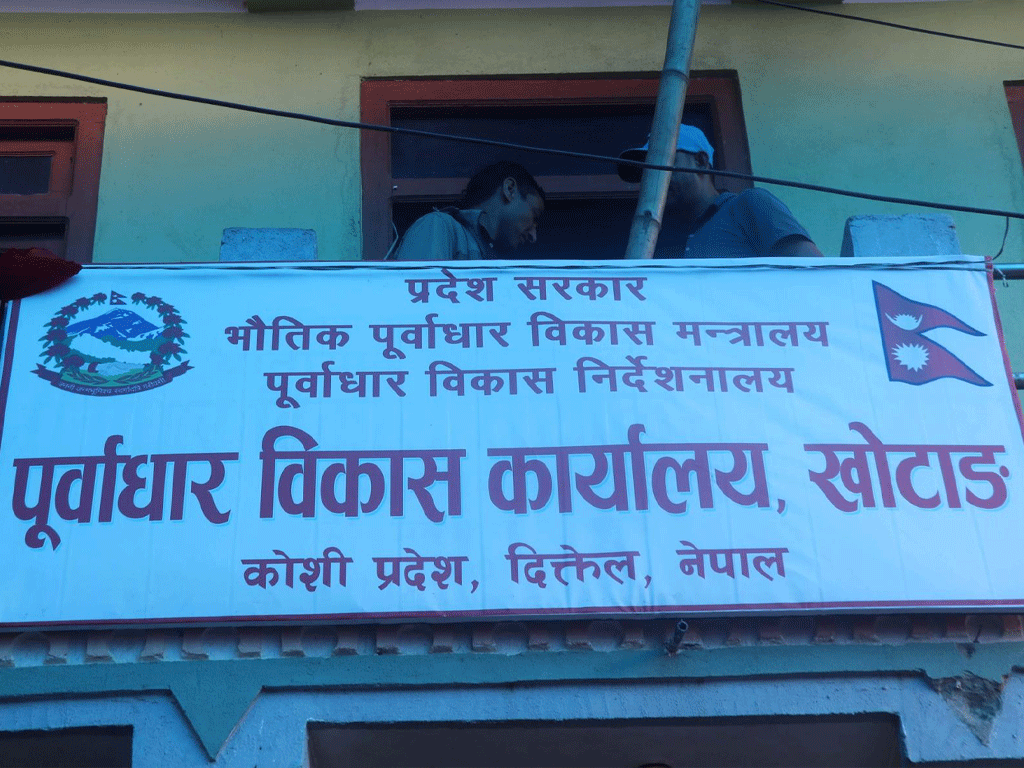 प्रदेश सरकार
भौतिक पूर्वाधार विकास मन्त्रालय
पूर्वाधार विकास निर्देशनालय
पूर्वाधार विकास कार्यालय, खोटाङ
कोशी प्रदेश, दिक्तेल, नेपाल